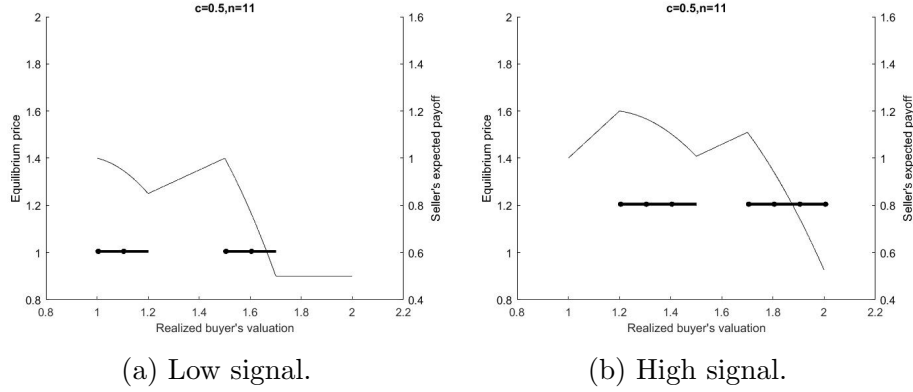 c=0.5,n=11
2
1.8
1.6
1.4
1.2
1
0.8
Equilibrium price
1.6
1.4
1.2
1
0.8
0.6
0.4
Seller's expected payoff
0.8 1 1.2 1.4 1.6 1.8 2 2.2
Realized buyer's valuation
(a) Low signal.
c=0.5,n=11
2
1.8
1.6
1.4
1.2
1
0.8
Equilibrium price
1.6
1.4
1.2
1
0.8
0.6
0.4
Seller's expected payoff
0.8 1 1.2 1.4 1.6 1.8 2 2.2
Realized buyer's valuation
(b) High signal.